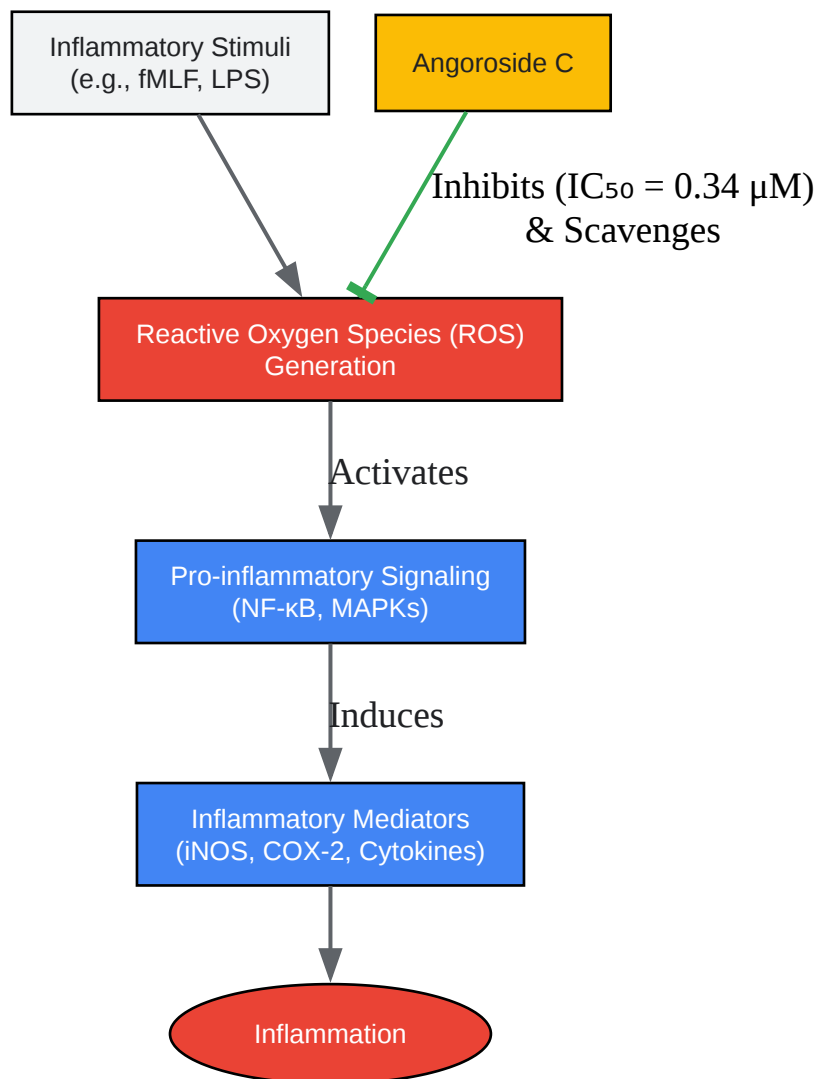 Inflammatory Stimuli
(e.g., fMLF, LPS)
Angoroside C
Inhibits (IC₅₀ = 0.34 μM)
& Scavenges
Reactive Oxygen Species (ROS)
Generation
Activates
Pro-inflammatory Signaling
(NF-κB, MAPKs)
Induces
Inflammatory Mediators
(iNOS, COX-2, Cytokines)
Inflammation